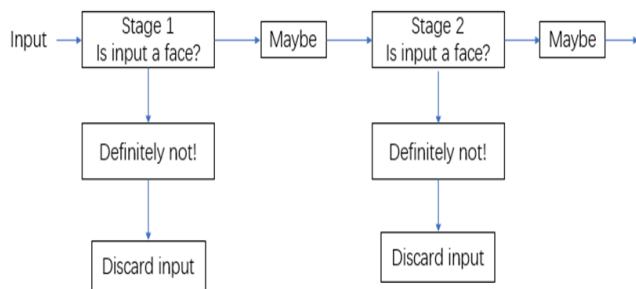 Input
Stage 1
Is input a face?
Maybe
Stage 2
Is input a face?
Maybe
Definitely not!
Definitely not!
Discard input
Discard input